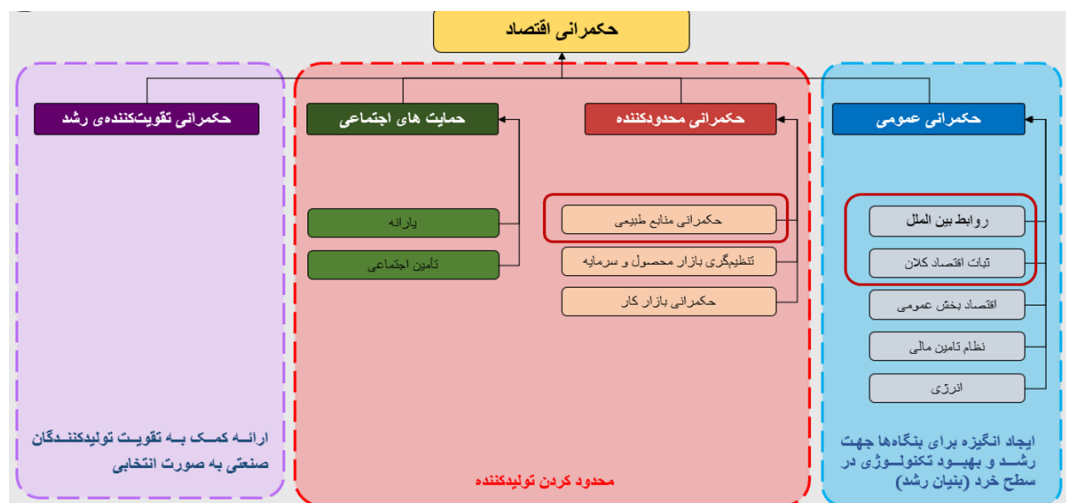 حکمرانی اقتصاد
حکمرانی عمومی
حکمرانی محدودکننده
حمایت های اجتماعی
حکمرانی تقویت‌کننده‌ی رشد
روابط بین الملل
ثبات اقتصاد کلان
اقتصاد بخش عمومی
نظام تامین مالی
انرژی
ایجاد انگیزه برای بنگاه‌ها جهت
رشد و بهبود تکنولوژی در
سطح خرد (بنیان رشد)
حکمرانی منابع طبیعی
تنظیم‌گری بازار محصول و سرمایه
حکمرانی بازار کار
یارانه
تأمین اجتماعی
محدود کردن تولیدکننده
ارائه کمک به تقویت تولیدکنندگان
صنعتی به صورت انتخابی